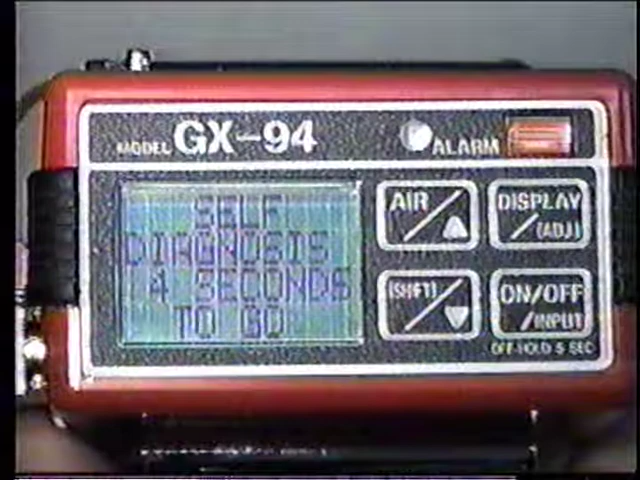 MODEL GX-94
ALARM
SELF
DIAGNOSIS
4 SECONDS
TO GO
AIR
DISPLAY
/(ADJ)
(SHIFT)
ON/OFF
/INPUT
OFF-HOLD 5 SEC